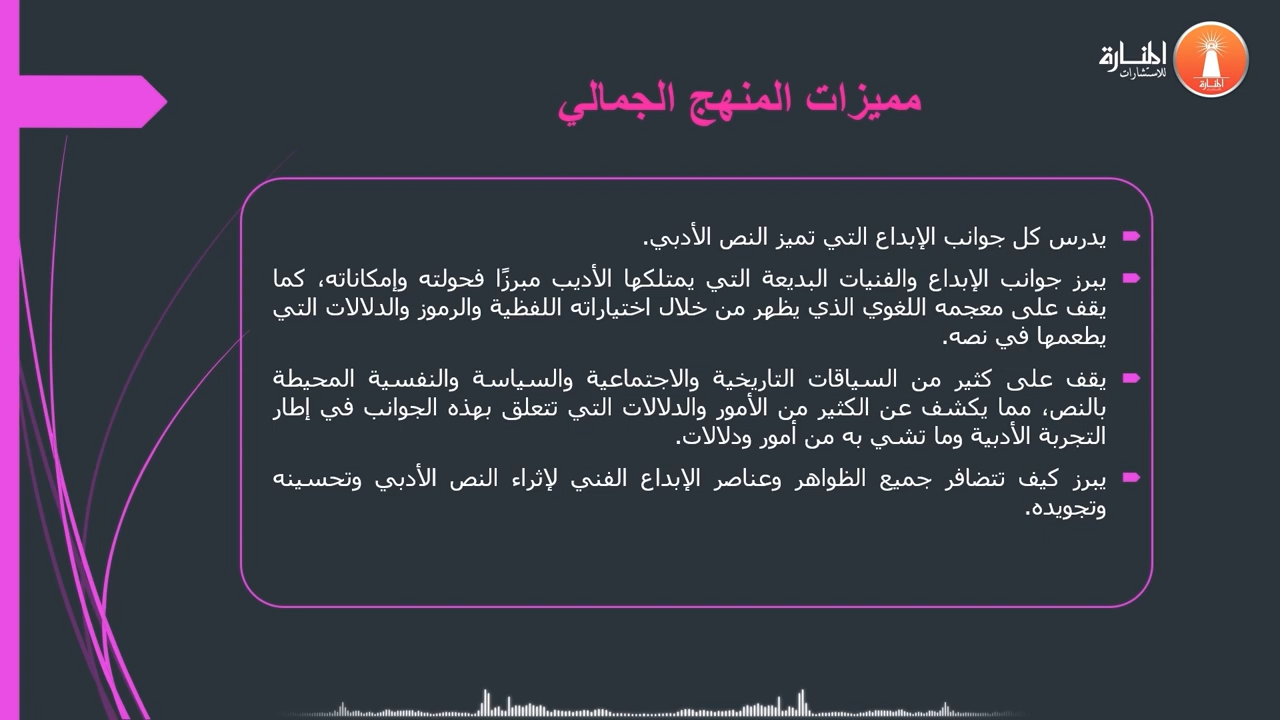 المنارة
للاستشارات
المنارة
مميزات المنهج الجمالي
يدرس كل جوانب الإبداع التي تميز النص الأدبي.
يبرز جوانب الإبداع والفنيات البديعة التي يمتلكها الأديب مبرزًا فحولته وإمكاناته، كما
يقف على معجمه اللغوي الذي يظهر من خلال اختياراته اللفظية والرموز والدلالات التي
يطعمها في نصه.
يقف على كثير من السياقات التاريخية والاجتماعية والسياسة والنفسية المحيطة
بالنص، مما يكشف عن الكثير من الأمور والدلالات التي تتعلق بهذه الجوانب في إطار
التجربة الأدبية وما تشي به من أمور ودلالات.
يبرز كيف تتضافر جميع الظواهر وعناصر الإبداع الفني لإثراء النص الأدبي وتحسينه
وتجويده.